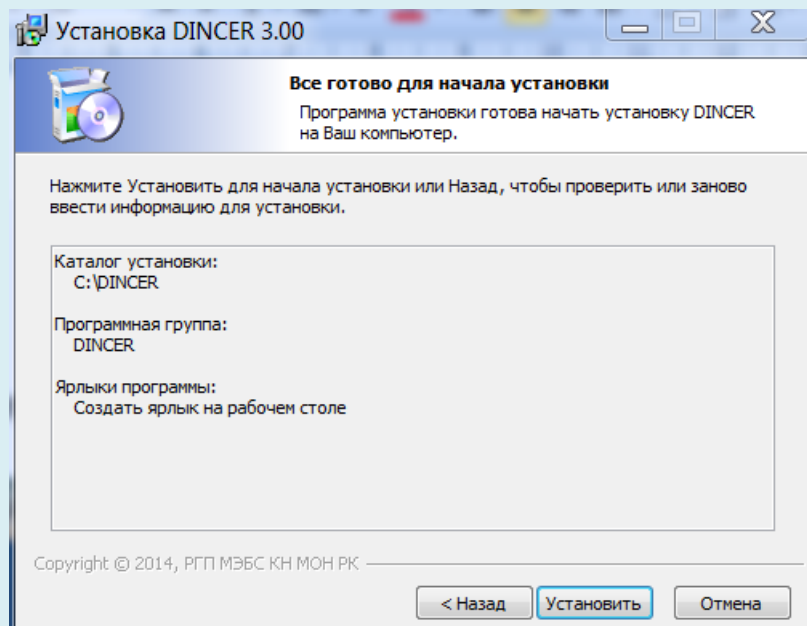 Установка DINCER 3.00
Все готово для начала установки
Программа установки готова начать установку DINCER
на Ваш компьютер.
Нажмите Установить для начала установки или Назад, чтобы проверить или заново
ввести информацию для установки.
Каталог установки:
C:\DINCER
Программная группа:
DINCER
Ярлыки программы:
Создать ярлык на рабочем столе
Copyright © 2014, РГП МЭБС КН МОН РК
< Назад
Установить
Отмена